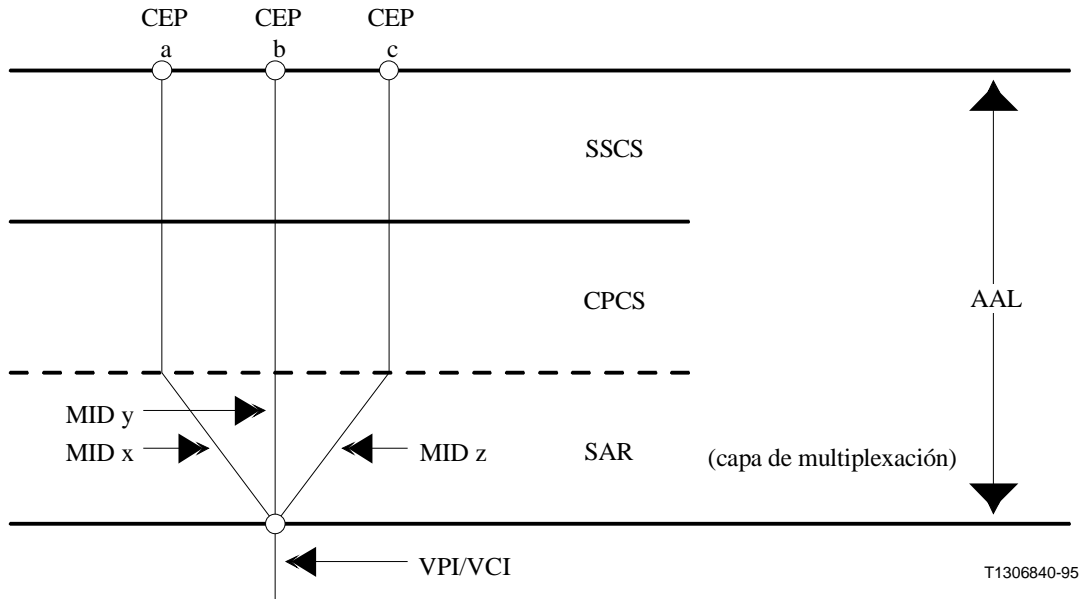 CEP CEP CEP
a b c
SSCS
CPCS
AAL
MID y
MID x
MID z
SAR
(capa de multiplexación)
VPI/VCI
T1306840-95